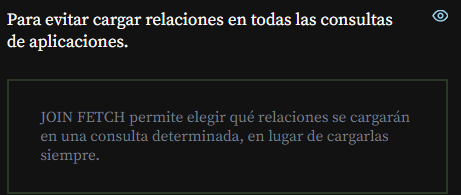 Para evitar cargar relaciones en todas las consultas
de aplicaciones.
JOIN FETCH permite elegir qué relaciones se cargarán
en una consulta determinada, en lugar de cargarlas
siempre.